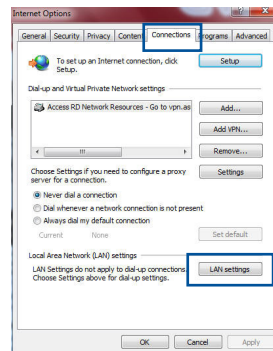 Internet Options
General Security Privacy Content Connections Programs Advanced
To set up an Internet connection, click Setup
Setup.
Dial-up and Virtual Private Network settings
Access RD Network Resources - Go to vpn.as
Add...
Add VPN...
Remove...
Choose Settings if you need to configure a proxy Settings
server for a connection.
Never dial a connection
Dial whenever a network connection is not present
Always dial my default connection
Current None Set default
Local Area Network (LAN) settings
LAN Settings do not apply to dial-up connections. LAN settings
Choose Settings above for dial-up settings.
OK Cancel Apply